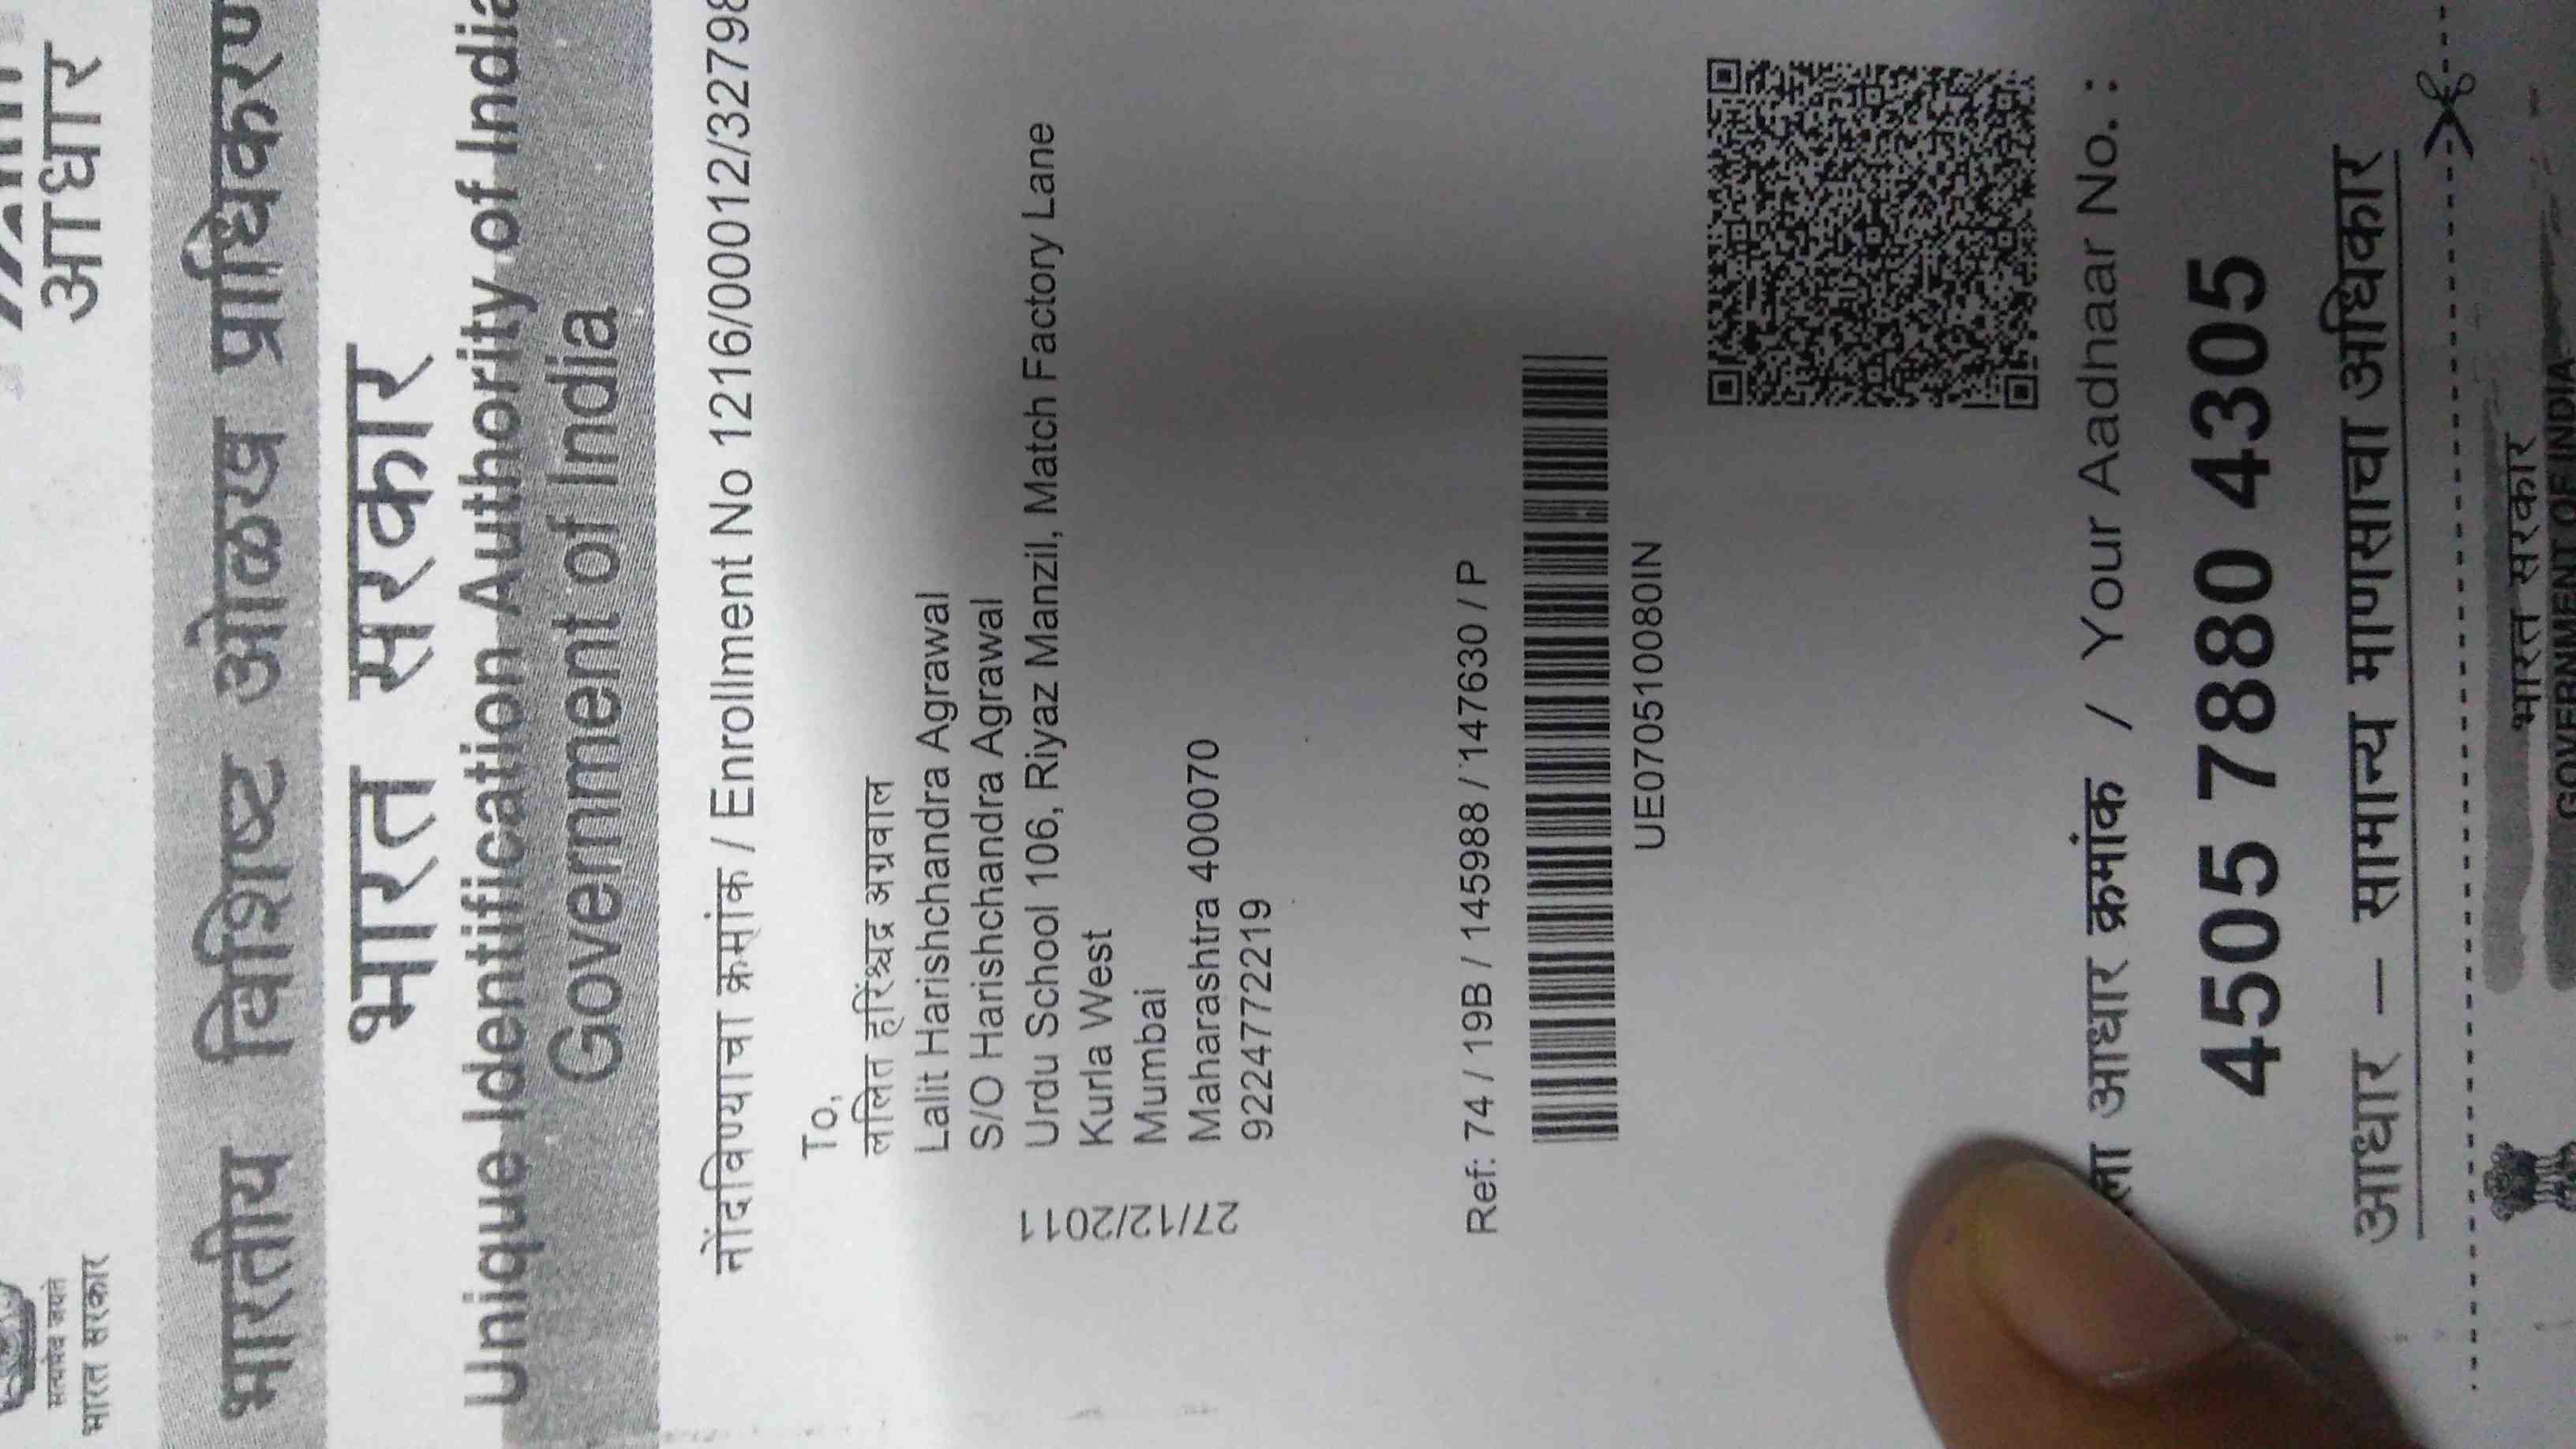 सत्यमेव जयते
भारत सरकार
आधार
भारतीय विशिष्ट ओळख प्राधिकरण
भारत सरकार
Unique Identification Authority of India
Government of India
नोंदविण्याचा क्रमांक / Enrollment No 1216/00012/32798
To,
ललित हरिश्चंद्र अग्रवाल
Lalit Harishchandra Agrawal
S/O Harishchandra Agrawal
Urdu School 106, Riyaz Manzil, Match Factory Lane
Kurla West
Mumbai
Maharashtra 400070
9224772219
27/12/2011
Ref: 74 / 19B / 145988 / 147630 / P
UE070510080IN
आधार क्रमांक / Your Aadhaar No. :
4505 7880 4305
आधार – सामान्य माणसाचा अधिकार
भारत सरकार
GOVERNMENT OF INDIA